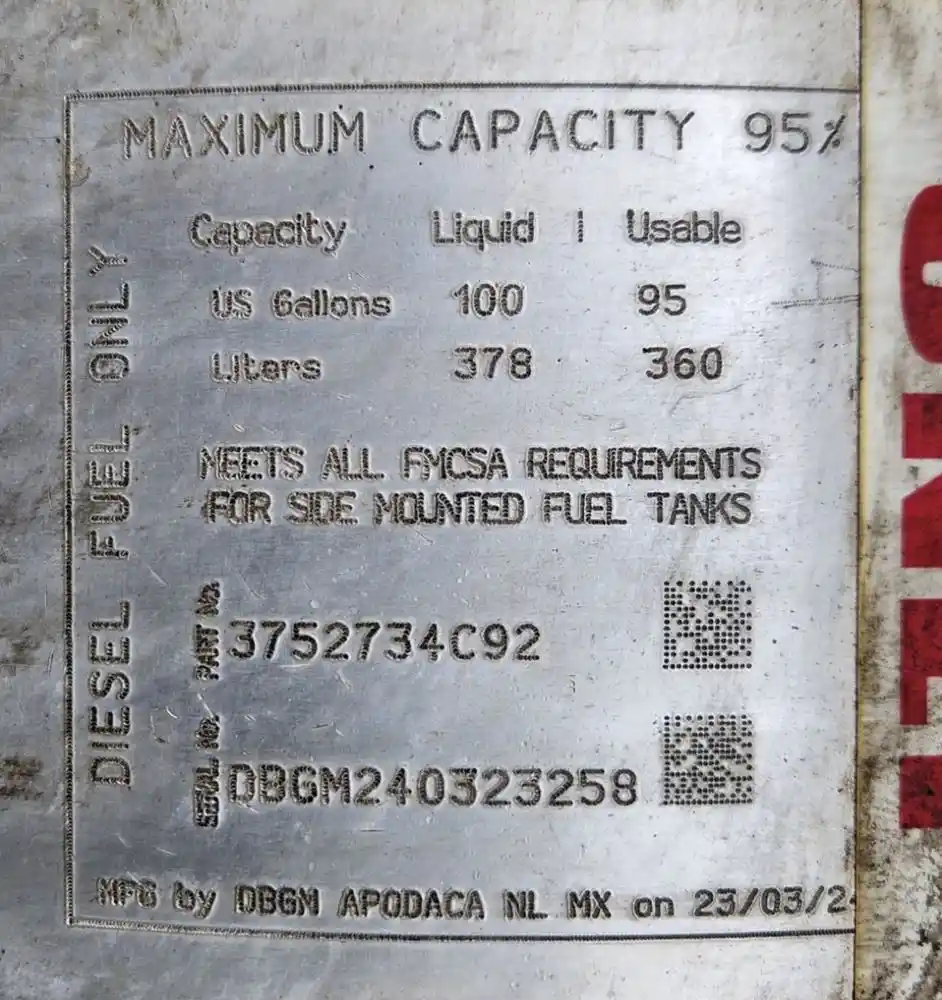 MAXIMUM CAPACITY 95%
Capacity Liquid | Usable
US Gallons 100 95
Liters 378 360
MEETS ALL FMCSA REQUIREMENTS
FOR SIDE MOUNTED FUEL TANKS
PART No. 3752734C92
SERIAL No. DBGM240323258
MFG by DBGM APODACA NL MX on 23/03/2
DIESEL FUEL ONLY